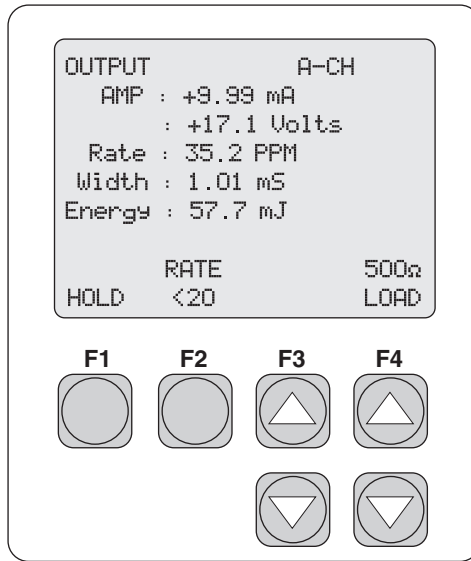 OUTPUT A-CH
AMP : +9.99 mA
: +17.1 Volts
Rate : 35.2 PPM
Width : 1.01 mS
Energy : 57.7 mJ
RATE 500Ω
HOLD <20 LOAD
F1 F2 F3 F4